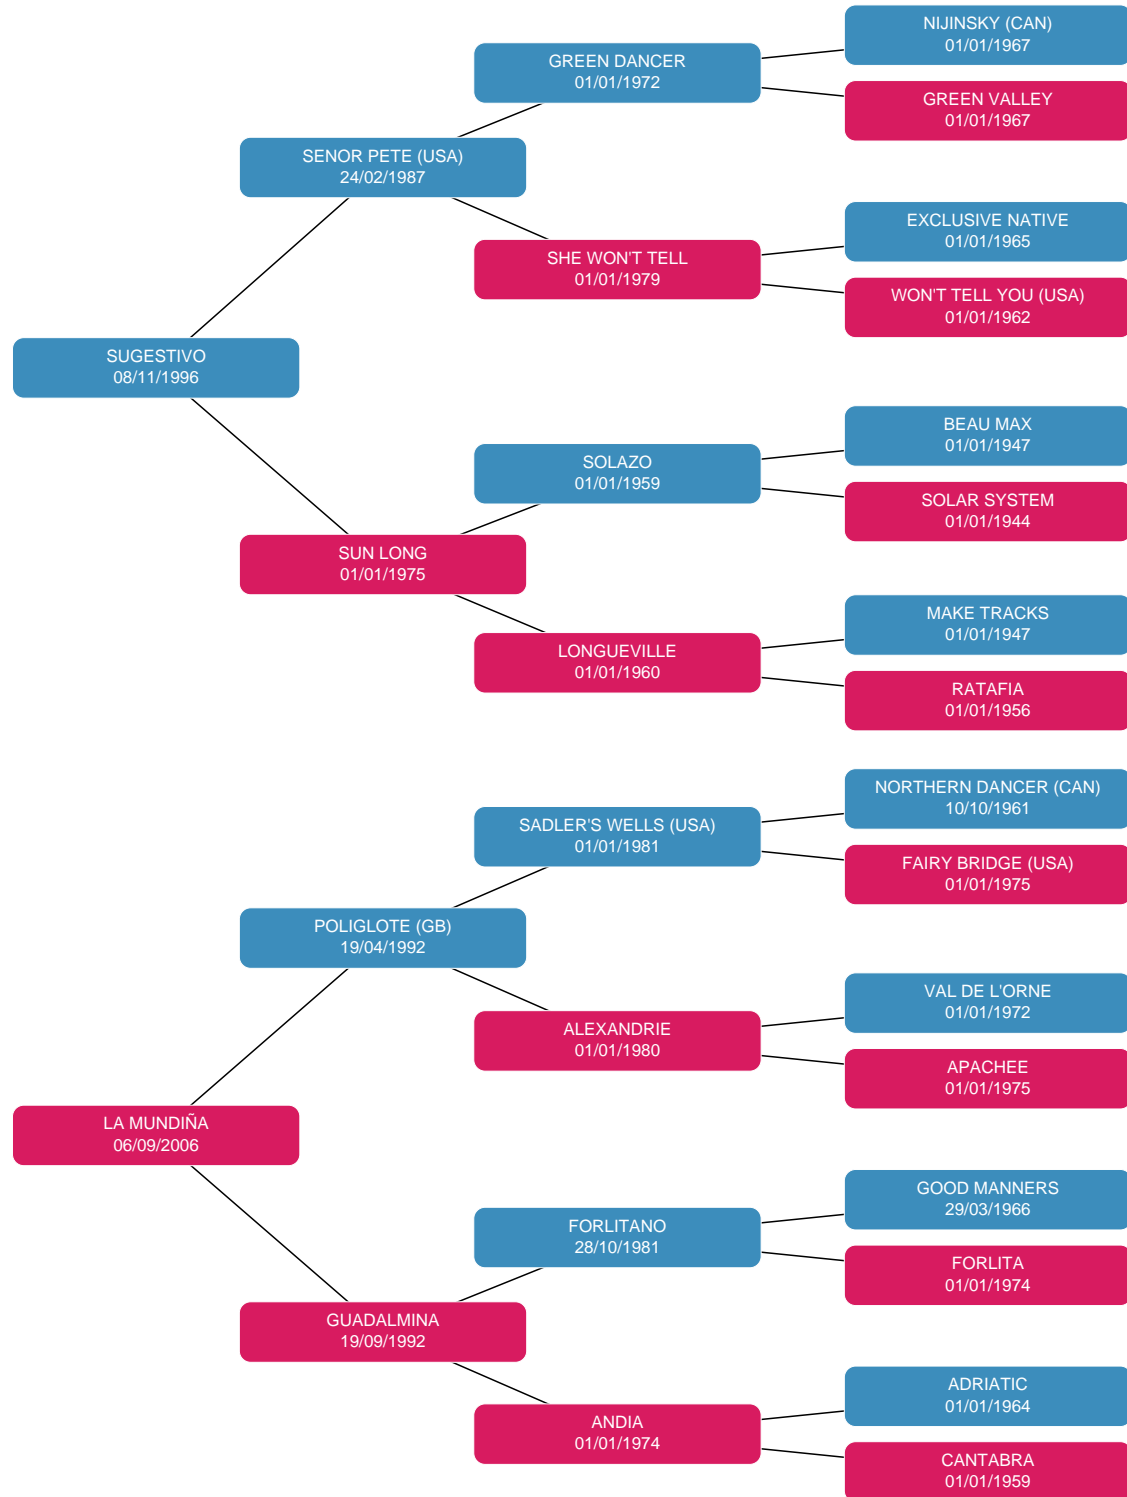 NIJINSKY (CAN)
01/01/1967
GREEN DANCER
01/01/1972
GREEN VALLEY
01/01/1967
SENOR PETE (USA)
24/02/1987
EXCLUSIVE NATIVE
01/01/1965
SHE WON'T TELL
01/01/1979
WON'T TELL YOU (USA)
01/01/1962
SUGESTIVO
08/11/1996
BEAU MAX
01/01/1947
SOLAZO
01/01/1959
SOLAR SYSTEM
01/01/1944
SUN LONG
01/01/1975
MAKE TRACKS
01/01/1947
LONGUEVILLE
01/01/1960
RATAFIA
01/01/1956
NORTHERN DANCER (CAN)
10/10/1961
SADLER'S WELLS (USA)
01/01/1981
FAIRY BRIDGE (USA)
01/01/1975
POLIGLOTE (GB)
19/04/1992
VAL DE L'ORNE
01/01/1972
ALEXANDRIE
01/01/1980
APACHEE
01/01/1975
LA MUNDIÑA
06/09/2006
GOOD MANNERS
29/03/1966
FORLITANO
28/10/1981
FORLITA
01/01/1974
GUADALMINA
19/09/1992
ADRIATIC
01/01/1964
ANDIA
01/01/1974
CANTABRA
01/01/1959